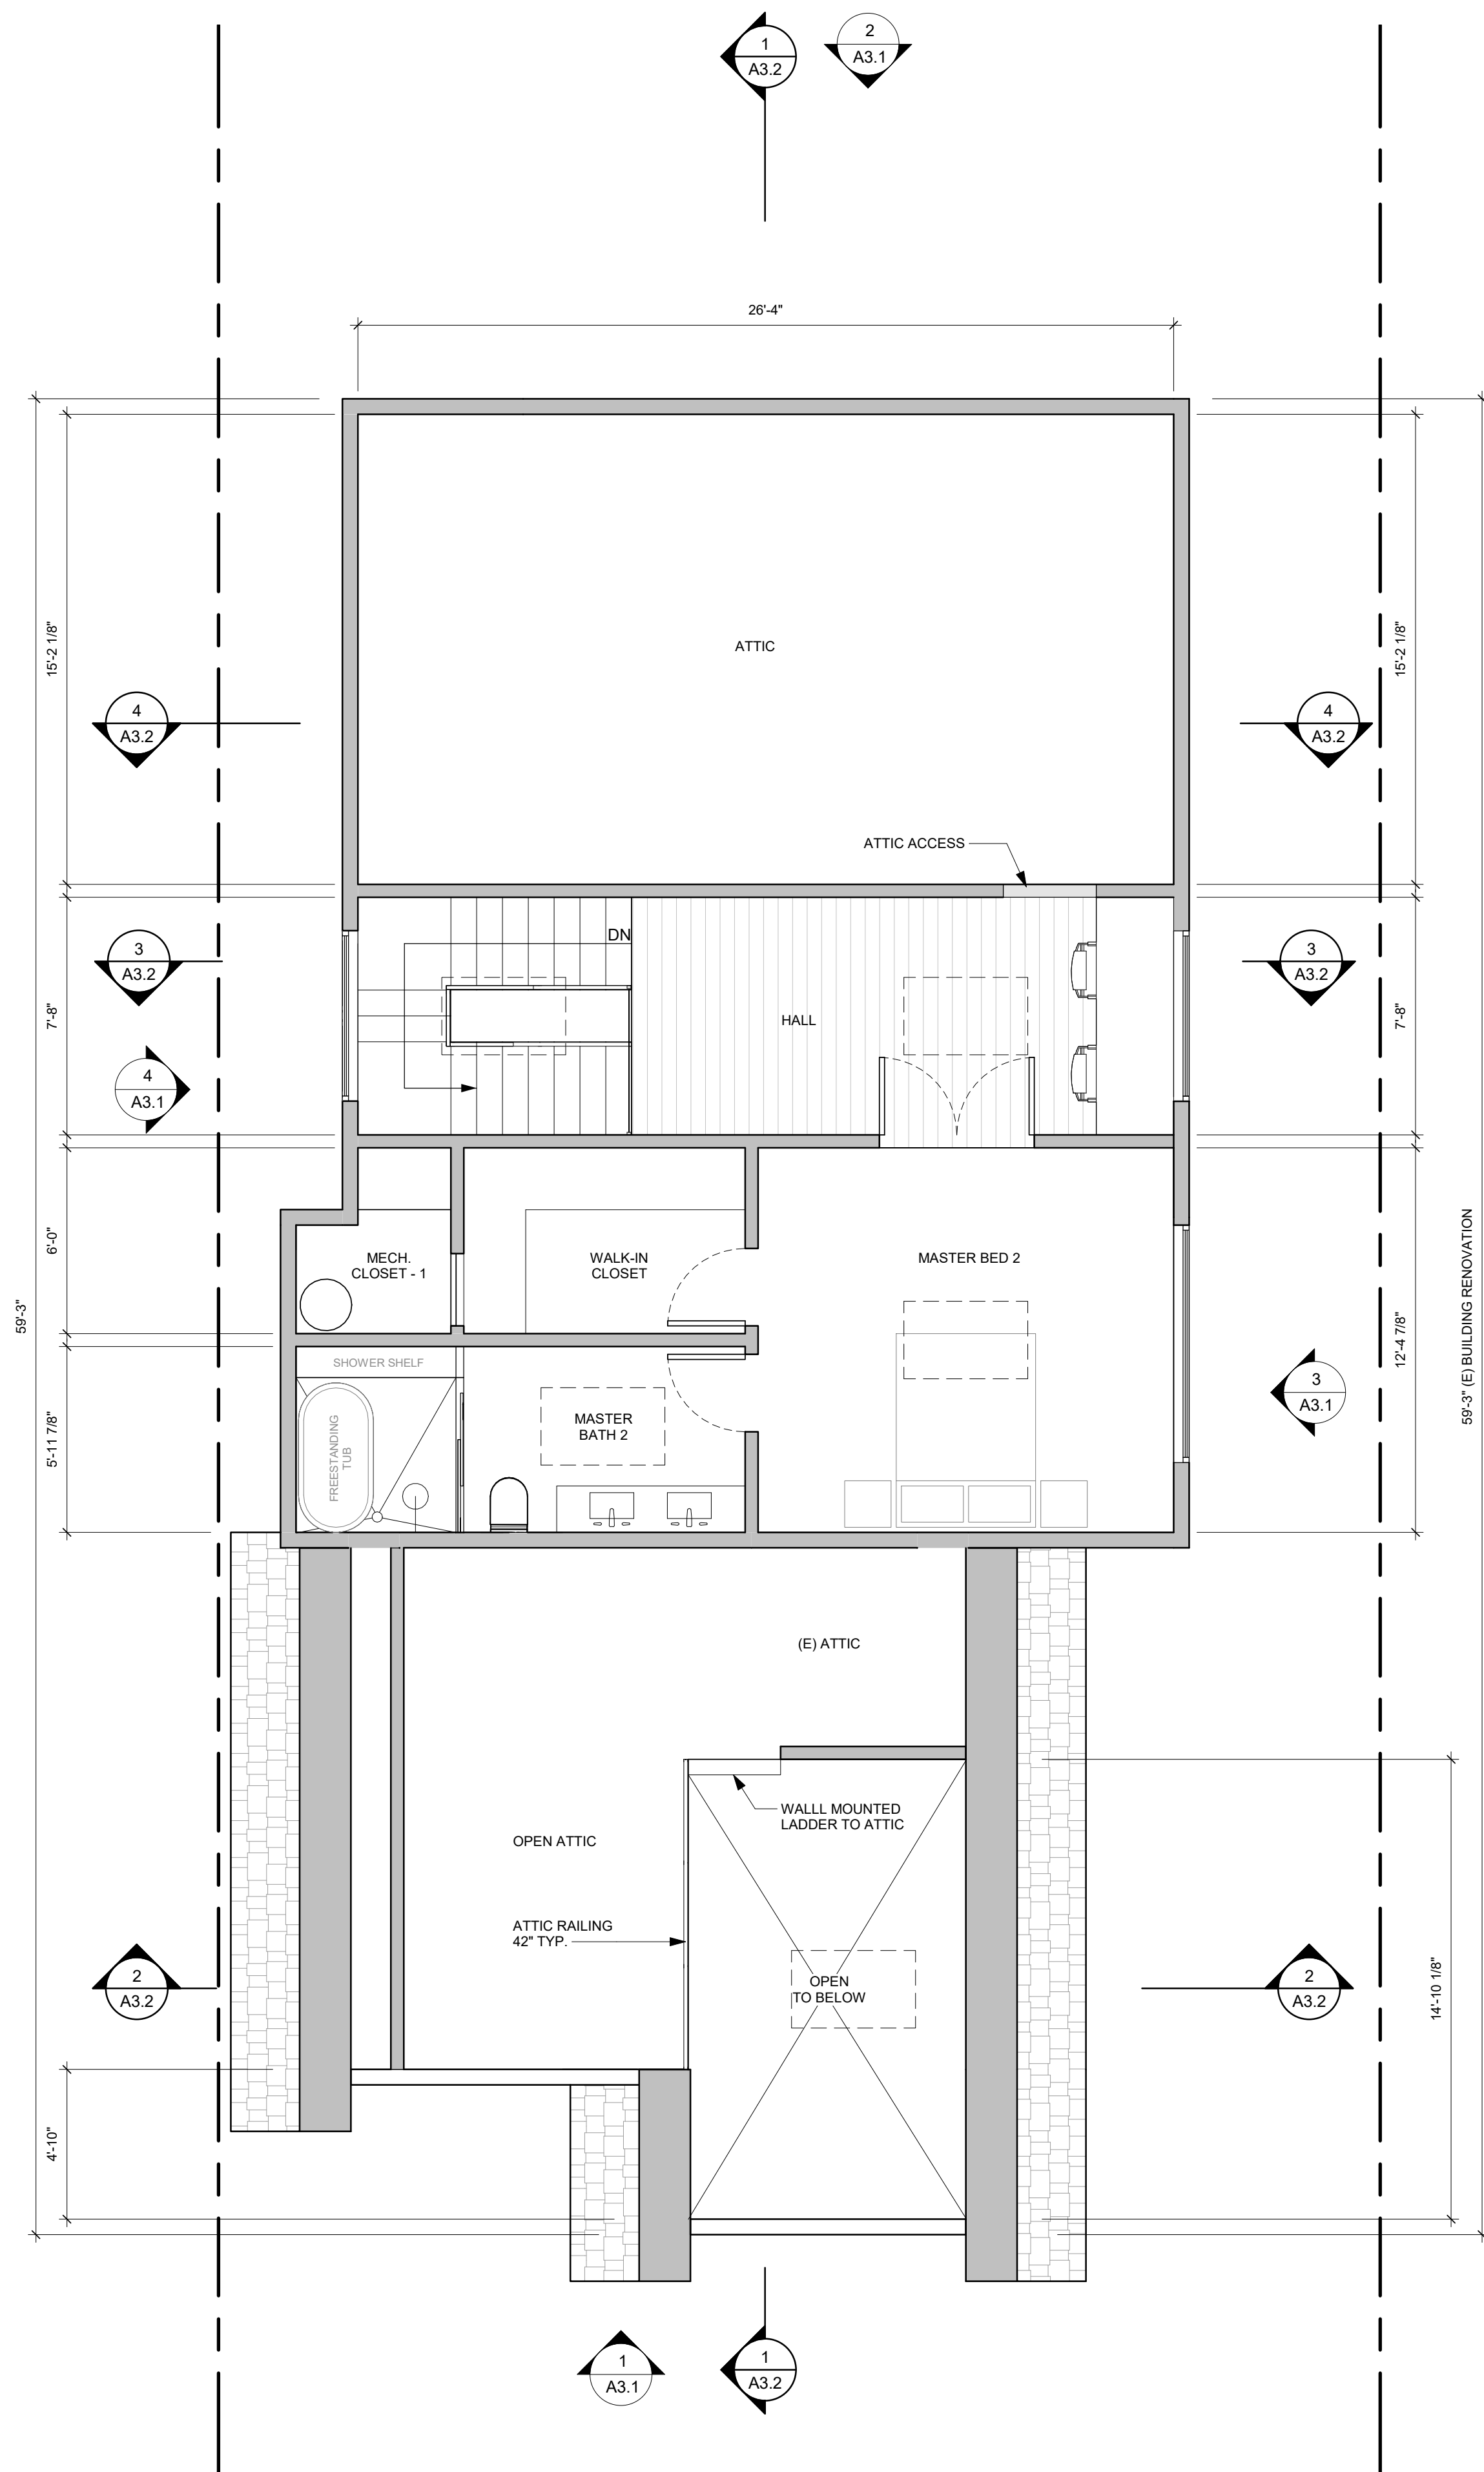 1
A3.2
2
A3.1
26'-4"
15'-2 1/8"
15'-2 1/8"
ATTIC
4
A3.2
4
A3.2
ATTIC ACCESS
DN
3
A3.2
3
A3.2
7'-8"
HALL
7'-8"
4
A3.1
6'-0"
MECH.
CLOSET - 1
WALK-IN
CLOSET
MASTER BED 2
59'-3"
12'-4 7/8"
59'-3" (E) BUILDING RENOVATION
SHOWER SHELF
3
A3.1
5'-11 7/8"
FREESTANDING
TUB
MASTER
BATH 2
(E) ATTIC
WALLL MOUNTED
LADDER TO ATTIC
OPEN ATTIC
ATTIC RAILING
42" TYP.
2
A3.2
OPEN
TO BELOW
2
A3.2
14'-10 1/8"
4'-10"
1
A3.1
1
A3.2